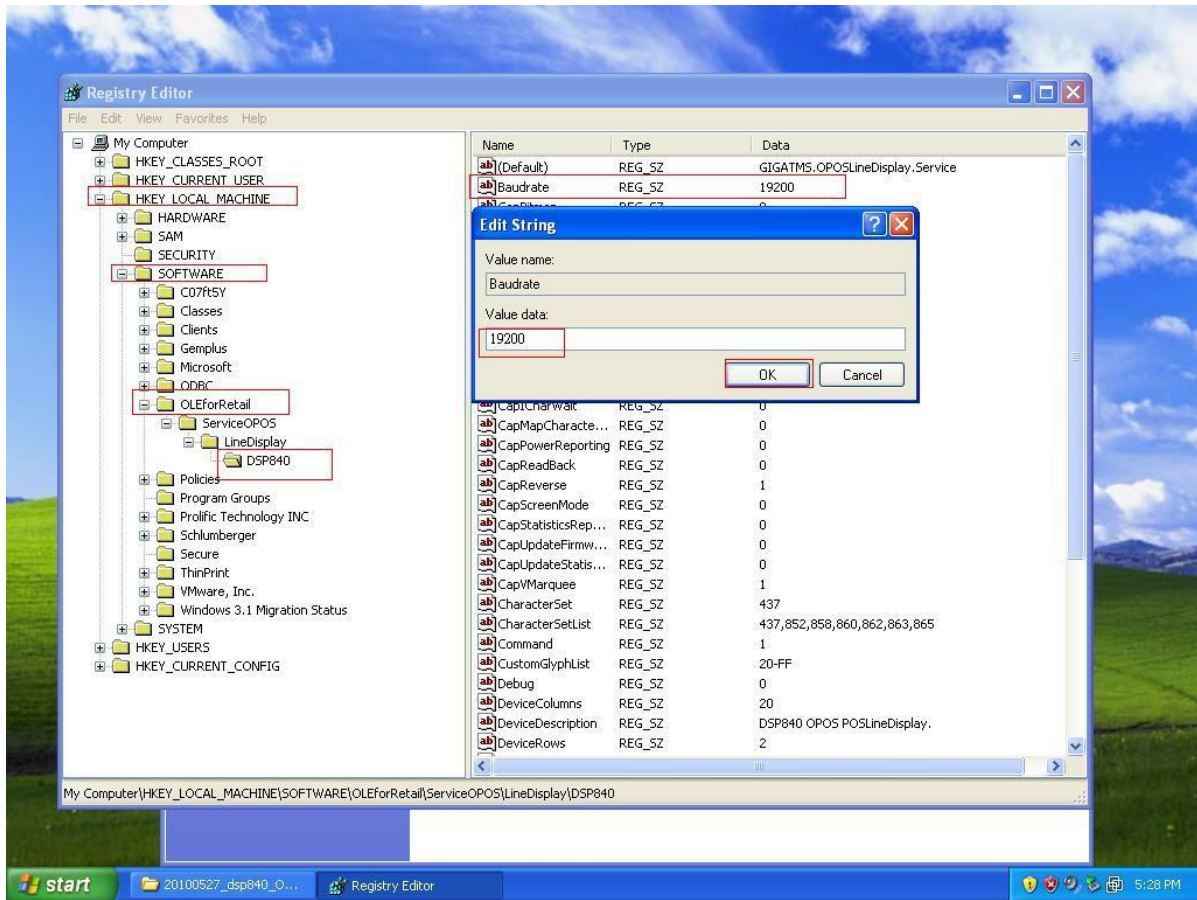 Registry Editor
File Edit View Favorites Help
My Computer
HKEY_CLASSES_ROOT
HKEY_CURRENT_USER
HKEY_LOCAL_MACHINE
HARDWARE
SAM
SECURITY
SOFTWARE
C07ft5Y
Classes
Clients
Gemplus
Microsoft
ODBC
OLEforRetail
ServiceOPOS
LineDisplay
DSP840
Policies
Program Groups
Prolific Technology INC
Schlumberger
Secure
ThinPrint
VMware, Inc.
Windows 3.1 Migration Status
SYSTEM
HKEY_USERS
HKEY_CURRENT_CONFIG
Name Type Data
(Default) REG_SZ GIGATMS.OPOSLineDisplay.Service
Baudrate REG_SZ 19200
Edit String
Value name:
Baudrate
Value data:
19200
OK Cancel
CapICharWait REG_SZ 0
CapMapCharacte... REG_SZ 0
CapPowerReporting REG_SZ 0
CapReadBack REG_SZ 0
CapReverse REG_SZ 1
CapScreenMode REG_SZ 0
CapStatisticsRep... REG_SZ 0
CapUpdateFirmw... REG_SZ 0
CapUpdateStatis... REG_SZ 0
CapVMarquee REG_SZ 1
CharacterSet REG_SZ 437
CharacterSetList REG_SZ 437,852,858,860,862,863,865
Command REG_SZ 1
CustomGlyphList REG_SZ 20-FF
Debug REG_SZ 0
DeviceColumns REG_SZ 20
DeviceDescription REG_SZ DSP840 OPOS POSLineDisplay.
DeviceRows REG_SZ 2
My Computer\HKEY_LOCAL_MACHINE\SOFTWARE\OLEforRetail\ServiceOPOS\LineDisplay\DSP840
start 20100527_dsp840_O... Registry Editor 5:28 PM